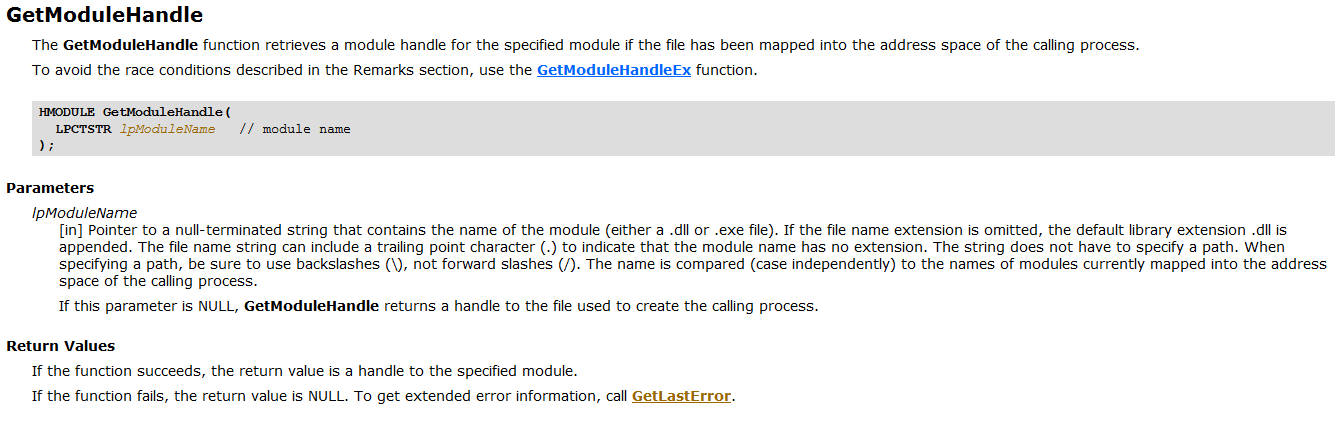 GetModuleHandle
The GetModuleHandle function retrieves a module handle for the specified module if the file has been mapped into the address space of the calling process.
To avoid the race conditions described in the Remarks section, use the GetModuleHandleEx function.
HMODULE GetModuleHandle(
  LPCTSTR lpModuleName   // module name
);
Parameters
lpModuleName
[in] Pointer to a null-terminated string that contains the name of the module (either a .dll or .exe file). If the file name extension is omitted, the default library extension .dll is
appended. The file name string can include a trailing point character (.) to indicate that the module name has no extension. The string does not have to specify a path. When
specifying a path, be sure to use backslashes (\), not forward slashes (/). The name is compared (case independently) to the names of modules currently mapped into the address
space of the calling process.
If this parameter is NULL, GetModuleHandle returns a handle to the file used to create the calling process.
Return Values
If the function succeeds, the return value is a handle to the specified module.
If the function fails, the return value is NULL. To get extended error information, call GetLastError.